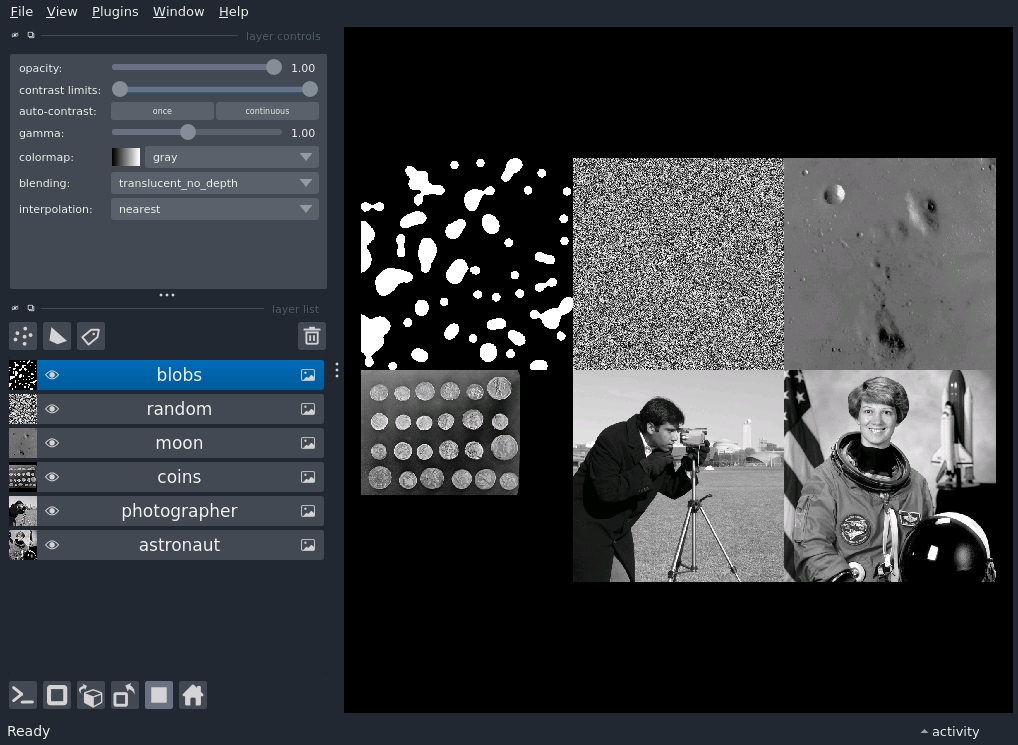 File View Plugins Window Help
layer controls
opacity: 1.00
contrast limits:
auto-contrast: once continuous
gamma: 1.00
colormap: gray
blending: translucent_no_depth
interpolation: nearest
layer list
blobs
random
moon
coins
photographer
astronaut
Ready
activity